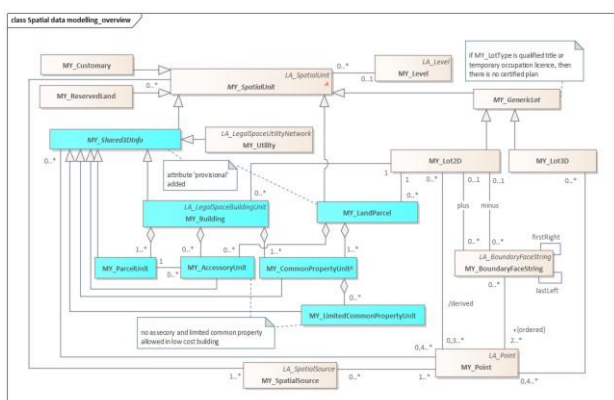 class Spatial data modelling_overview
MY_Customary
MY_ReservedLand
LA_SpatialUnit
MY_SpatialUnit
0..*
0..*
0..1
LA_Level
MY_Level
if MY_LotType is qualified title or
temporary occupation licence, then
there is no certified plan
MY_GenericLot
MY_Shared3DInfo
LA_LegalSpaceUtilityNetwork
MY_Utility
MY_Lot2D
MY_Lot3D
0..*
attribute 'provisional'
added
1
1
0..*
0..1
0..1
0..*
plus
minus
LA_LegalSpaceBuildingUnit
MY_Building
0..*
0..*
MY_LandParcel
firstRight
1..*
0..*
1..*
0..*
1..*
0..*
0..*
LA_BoundaryFaceString
MY_BoundaryFaceString
MY_ParcelUnit
1
0..*
MY_AccessoryUnit
MY_CommonPropertyUnit
0..*
lastLeft
0..*
MY_LimitedCommonPropertyUnit
no assecory and limited common property
allowed in low cost building
/derived
+(ordered)
0,3..*
2..*
0,4..*
LA_Point
MY_Point
1..*
LA_SpatialSource
MY_SpatialSource
0..*
1..*
0,4..*